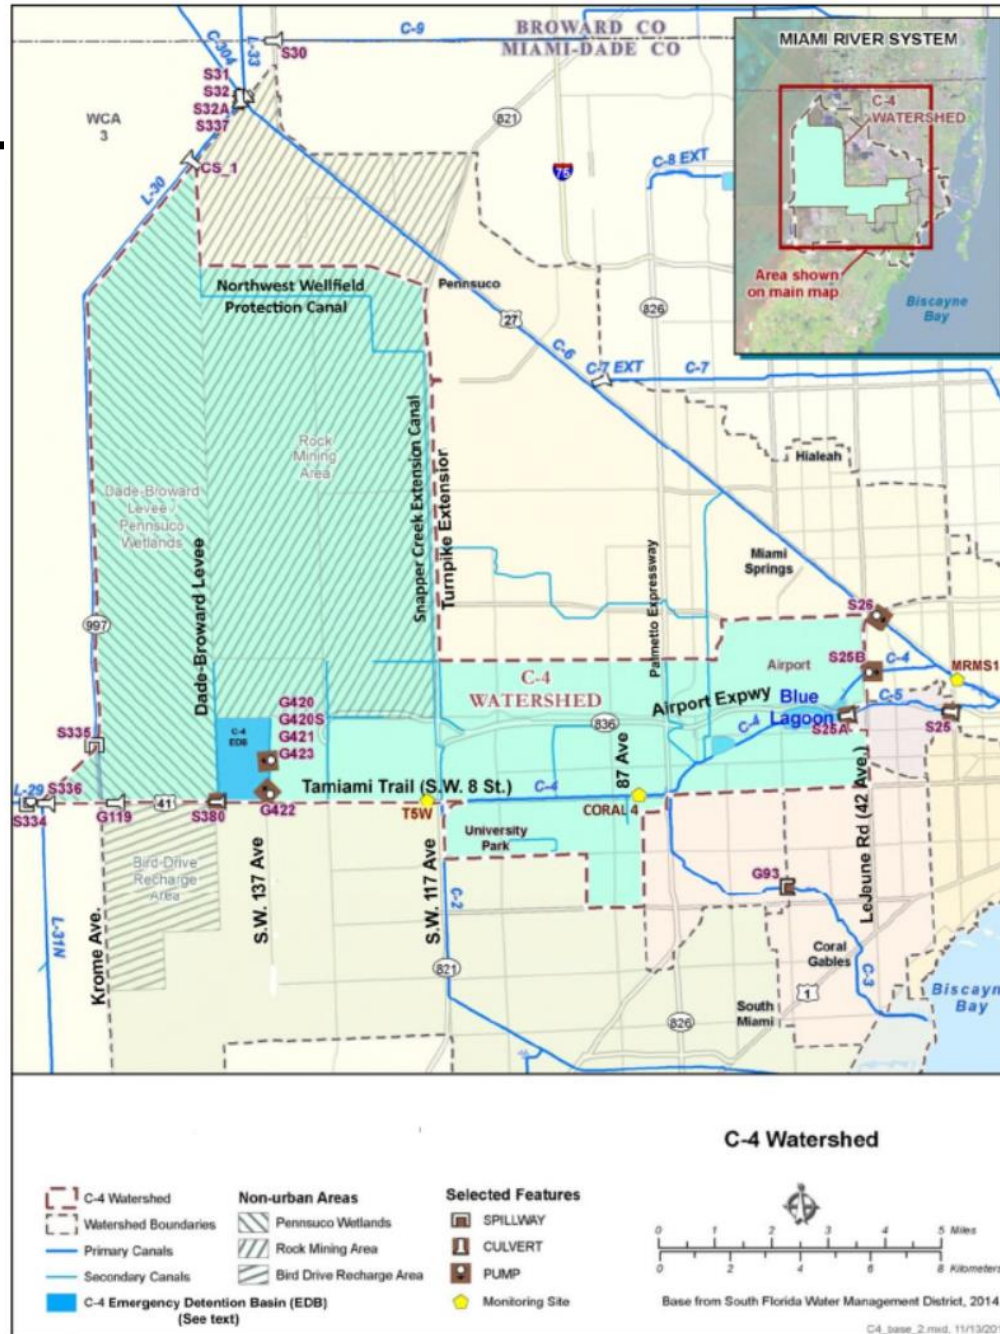 C-304
L-33
C-9
BROWARD CO
MIAMI-DADE CO
S30
S31
S32
S32A
S337
WCA
3
CS_1
L-30
821
75
C-8 EXT
MIAMI RIVER SYSTEM
C-4
WATERSHED
Area shown
on main map
Biscayne
Bay
Northwest Wellfield
Protection Canal
Pennsuco
27
826
C-6
C-7 EXT
C-7
Rock
Mining
Area
Dade-Broward
Levee /
Pennsuco
Wetlands
Snapper Creek Extension Canal
Turnpike Extension
Hialeah
Dade-Broward Levee
Palmetto Expressway
Miami
Springs
997
S26
S25B
C-4
MRMS1
Airport
C-4
WATERSHED
Airport Expwy
Blue
Lagoon
C-5
C-4
S25A
S25
836
G420
G420S
G421
G423
C-4
EDB
S335
87 Ave
LeJeune Rd (42 Ave.)
Tamiami Trail (S.W. 8 St.)
C-4
L-29
S336
S334
G119
41
S380
G422
T5W
CORAL 4
University
Park
Bird-Drive
Recharge
Area
S.W. 137 Ave
S.W. 117 Ave
C-2
G93
Krome Ave.
L-31N
821
Coral
Gables
C-3
1
South
Miami
826
Biscayn
Bay
C-4 Watershed
C-4 Watershed
Watershed Boundaries
Primary Canals
Secondary Canals
C-4 Emergency Detention Basin (EDB)
(See text)
Non-urban Areas
Pennsuco Wetlands
Rock Mining Area
Bird Drive Recharge Area
Selected Features
SPILLWAY
CULVERT
PUMP
Monitoring Site
0 1 2 3 4 5 Miles
0 2 4 6 8 Kilometers
Base from South Florida Water Management District, 2014
C4_base_2.mxd, 11/13/201